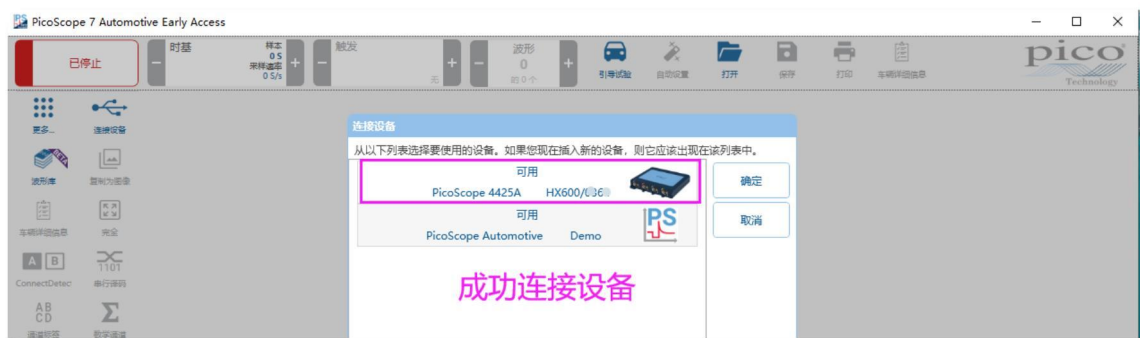 PicoScope 7 Automotive Early Access
已停止
时基
样本
0 S
采样速率
0 S/s
触发
无
波形
0
的 0 个
引导试验
自动设置
打开
保存
打印
车辆详细信息
pico
Technology
更多...
连接设备
波形库
复制为图像
车辆详细信息
完全
A B
1101
ConnectDetec
串行源码
AB
CD
通道标签
数学通道
连接设备
从以下列表选择要使用的设备。如果您现在插入新的设备，则它应该出现在该列表中。
可用
PicoScope 4425A HX600/
可用
PicoScope Automotive Demo
PS
确定
取消
成功连接设备